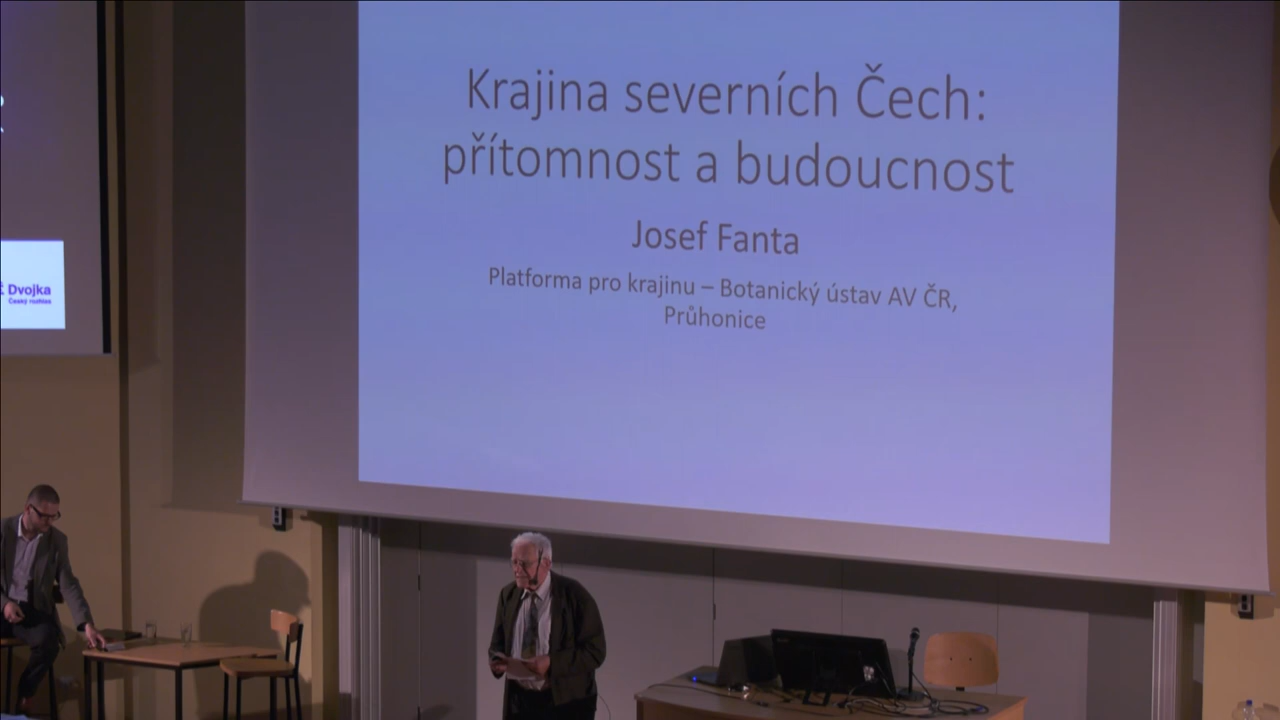 Krajina severních Čech:
přítomnost a budoucnost
Josef Fanta
Platforma pro krajinu – Botanický ústav AV ČR,
Průhonice
Dvojka
Český rozhlas